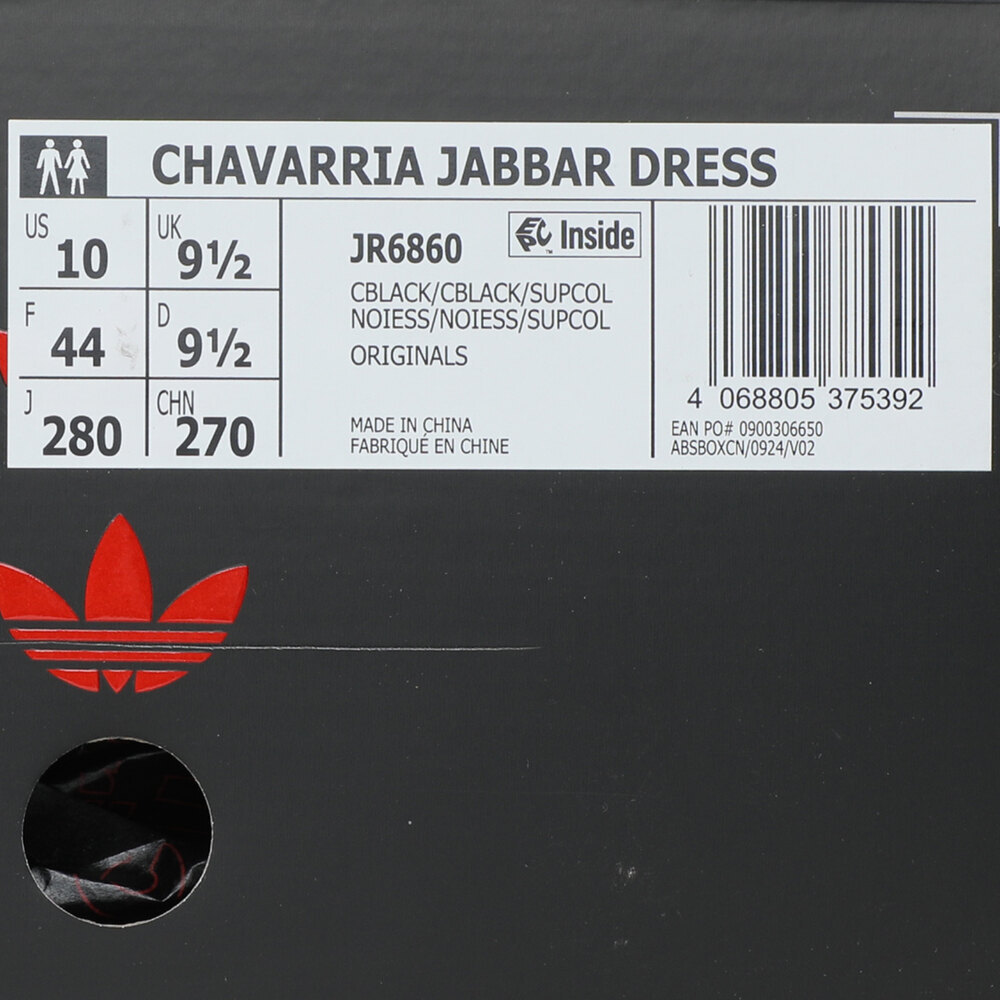 CHAVARRIA JABBAR DRESS
US 10
UK 9½
F 44
D 9½
J 280
CHN 270
JR6860
Inside
CBLACK/CBLACK/SUPCOL
NOIESS/NOIESS/SUPCOL
ORIGINALS
MADE IN CHINA
FABRIQUÉ EN CHINE
4 068805 375392
EAN PO# 0900306650
ABSBOXCN/0924/V02